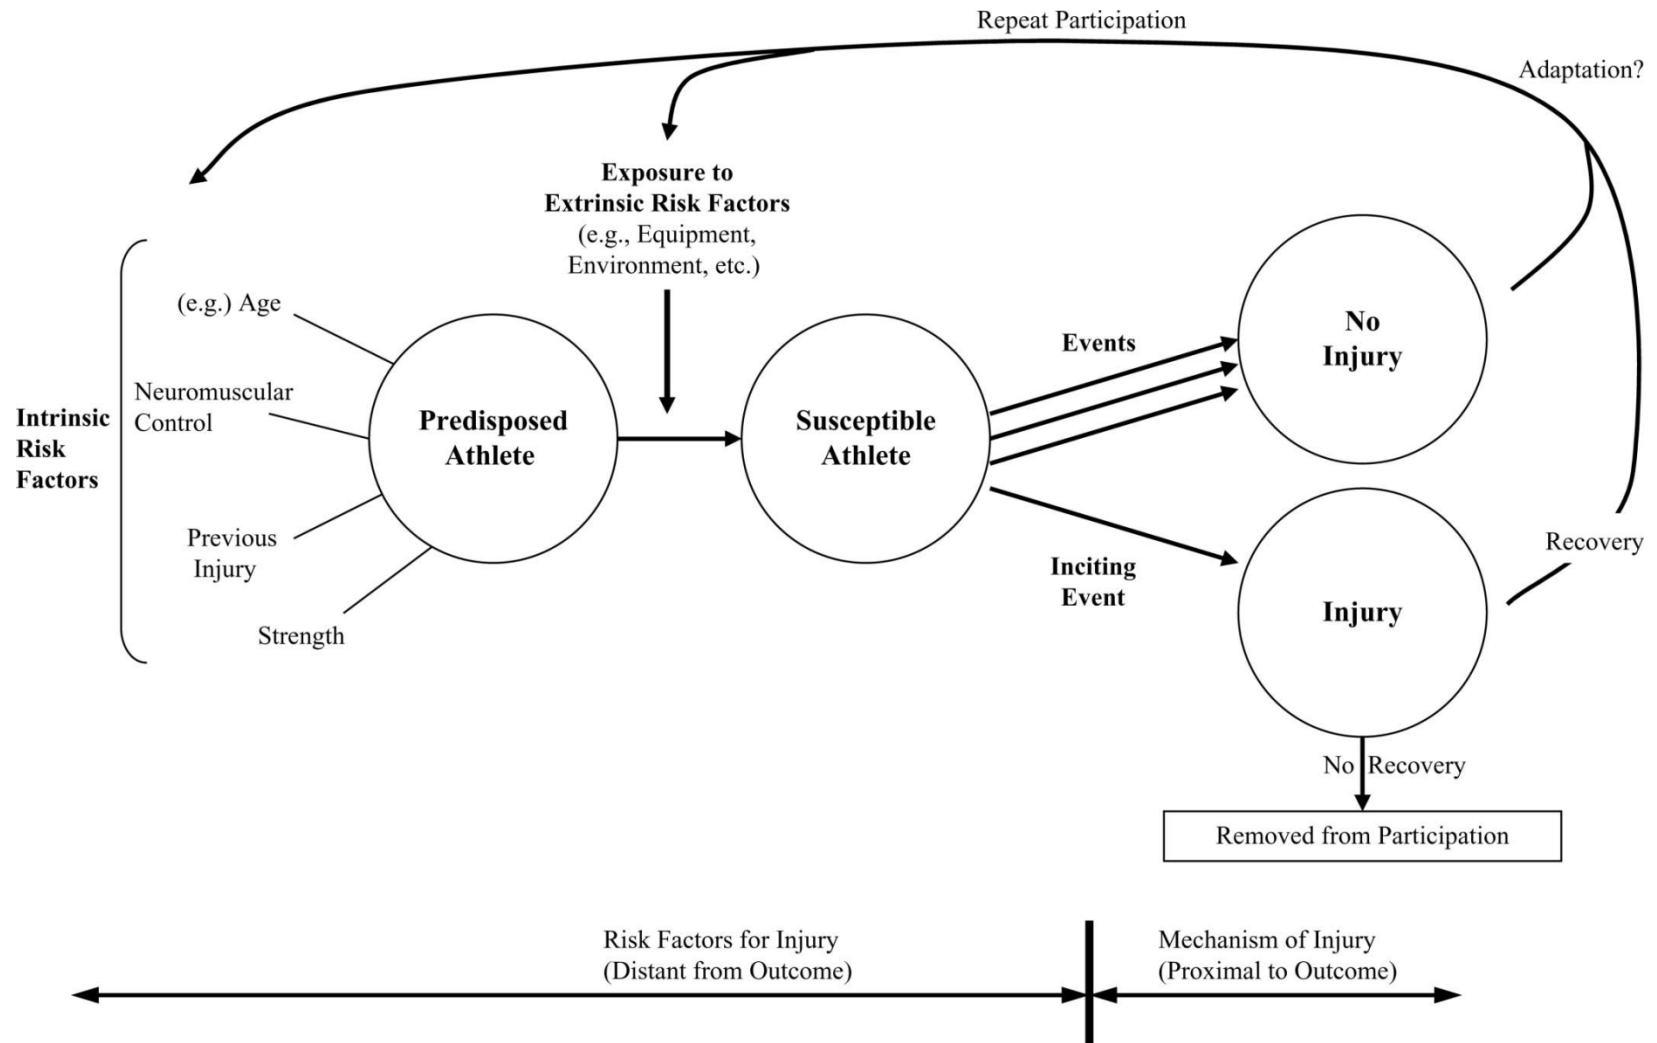 Repeat Participation
Adaptation?
Exposure to
Extrinsic Risk Factors
(e.g., Equipment,
Environment, etc.)
(e.g.) Age
Neuromuscular
Control
Intrinsic
Risk
Factors
Previous
Injury
Strength
Predisposed
Athlete
Susceptible
Athlete
Events
No
Injury
Inciting
Event
Injury
Recovery
No Recovery
Removed from Participation
Risk Factors for Injury
(Distant from Outcome)
Mechanism of Injury
(Proximal to Outcome)